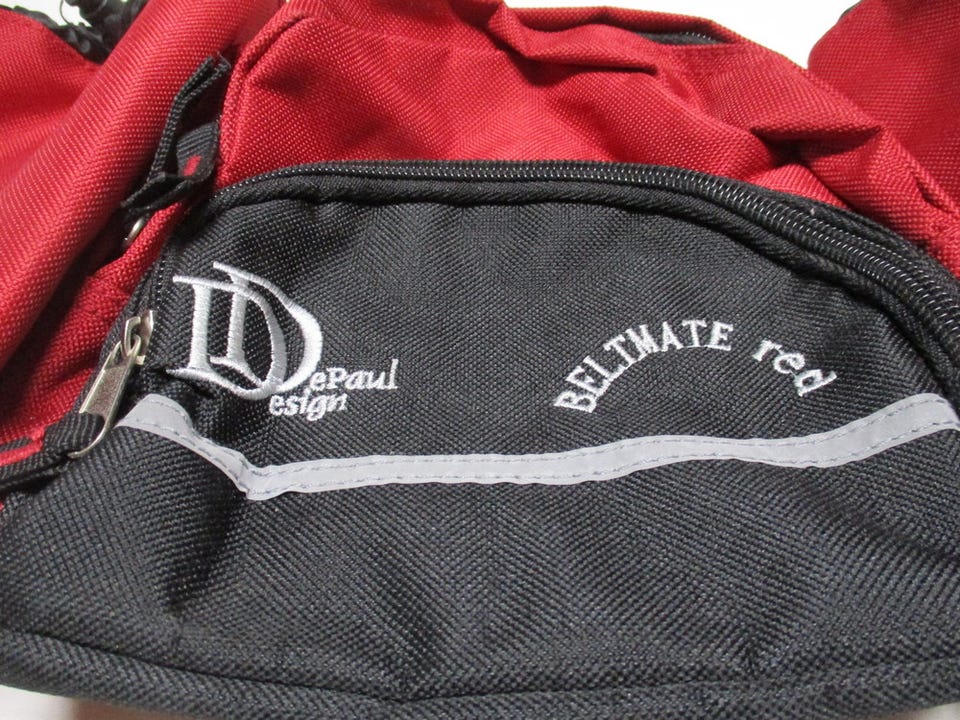 DePaul
Design
BELTMATE red